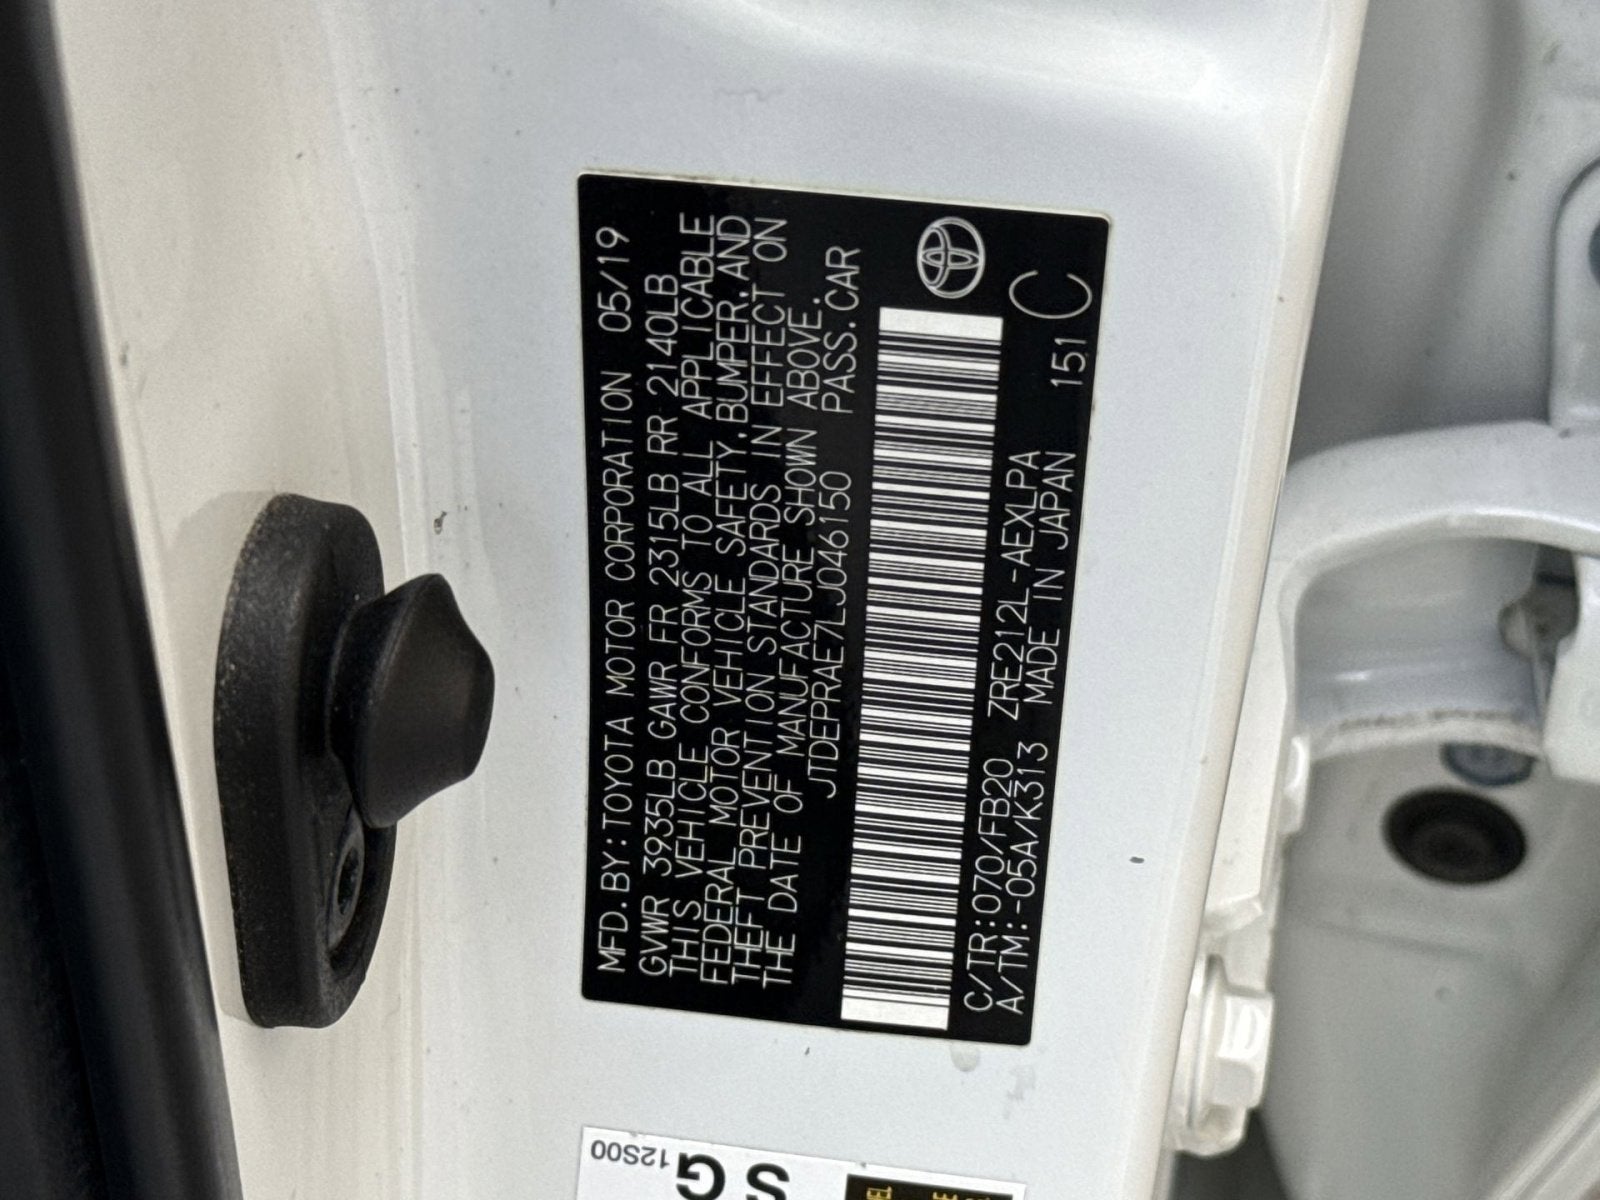 MFD.BY:TOYOTA MOTOR CORPORATION 05/19
GVWR 3935LB GAWR FR 2315LB RR 2140LB
THIS VEHICLE CONFORMS TO ALL APPLICABLE
FEDERAL MOTOR VEHICLE SAFETY,BUMPER,AND
THEFT PREVENTION STANDARDS IN EFFECT ON
THE DATE OF MANUFACTURE SHOWN ABOVE.
JTDEPRAE7LJ046150 PASS.CAR
C/TR:070/FB20 ZRE212L-AEXLPA
A/TM:-05A/K313 MADE IN JAPAN 151 C
12S00
SG